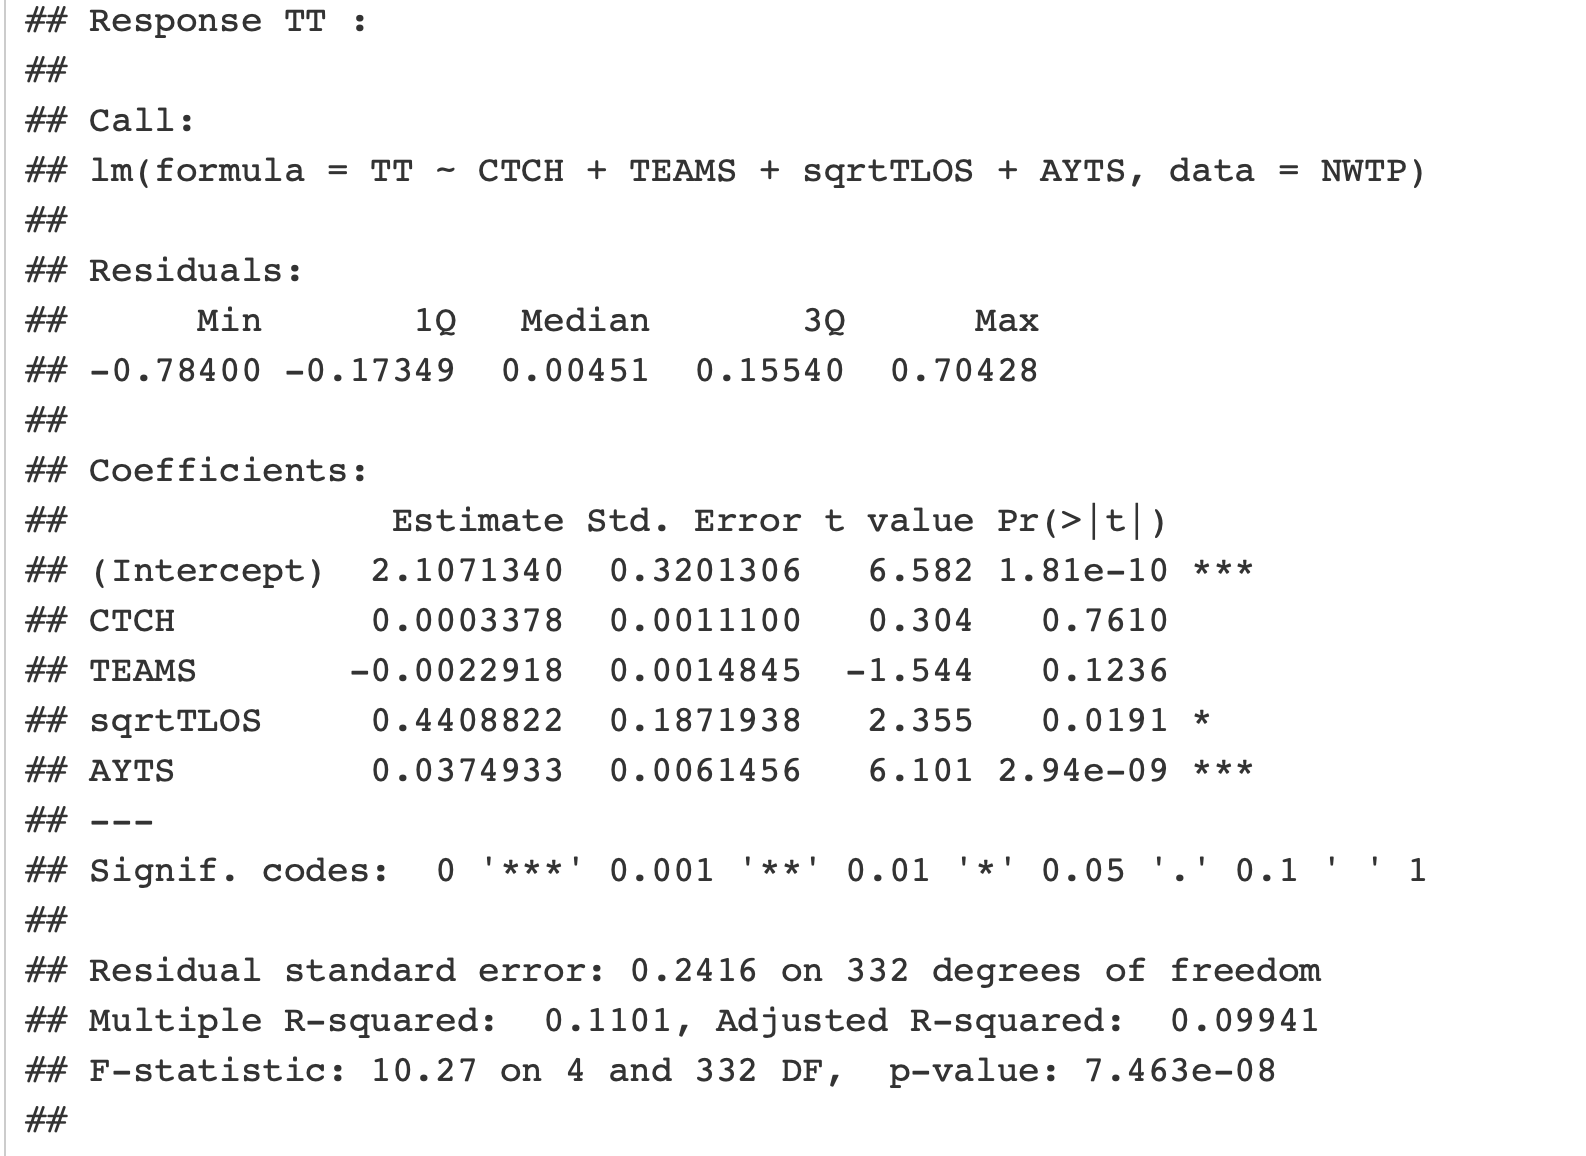 ## Response TT :
##
## Call:
## lm(formula = TT ~ CTCH + TEAMS + sqrtTLOS + AYTS, data = NWTP)
##
## Residuals:
##      Min       1Q   Median       3Q      Max
## -0.78400 -0.17349  0.00451  0.15540  0.70428
##
## Coefficients:
##              Estimate Std. Error t value Pr(>|t|)
## (Intercept)  2.1071340  0.3201306   6.582 1.81e-10 ***
## CTCH         0.0003378  0.0011100   0.304   0.7610
## TEAMS       -0.0022918  0.0014845  -1.544   0.1236
## sqrtTLOS     0.4408822  0.1871938   2.355   0.0191 *
## AYTS         0.0374933  0.0061456   6.101 2.94e-09 ***
## ---
## Signif. codes:  0 '***' 0.001 '**' 0.01 '*' 0.05 '.' 0.1 ' ' 1
##
## Residual standard error: 0.2416 on 332 degrees of freedom
## Multiple R-squared:  0.1101, Adjusted R-squared:  0.09941
## F-statistic: 10.27 on 4 and 332 DF,  p-value: 7.463e-08
##